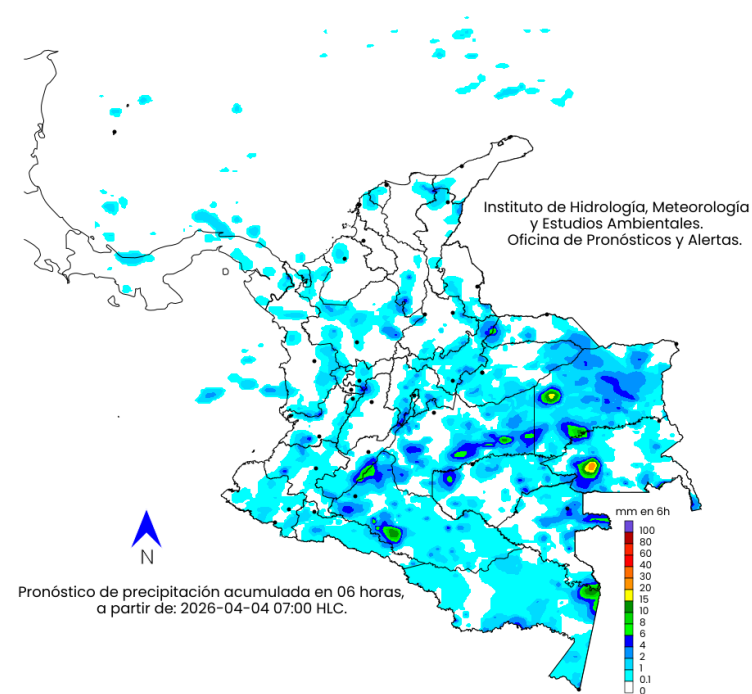 Instituto de Hidrología, Meteorología
y Estudios Ambientales.
Oficina de Pronósticos y Alertas.
mm en 6h
100
80
60
40
30
20
15
10
8
6
4
2
1
0.1
0
N
Pronóstico de precipitación acumulada en 06 horas,
a partir de: 2026-04-04 07:00 HLC.